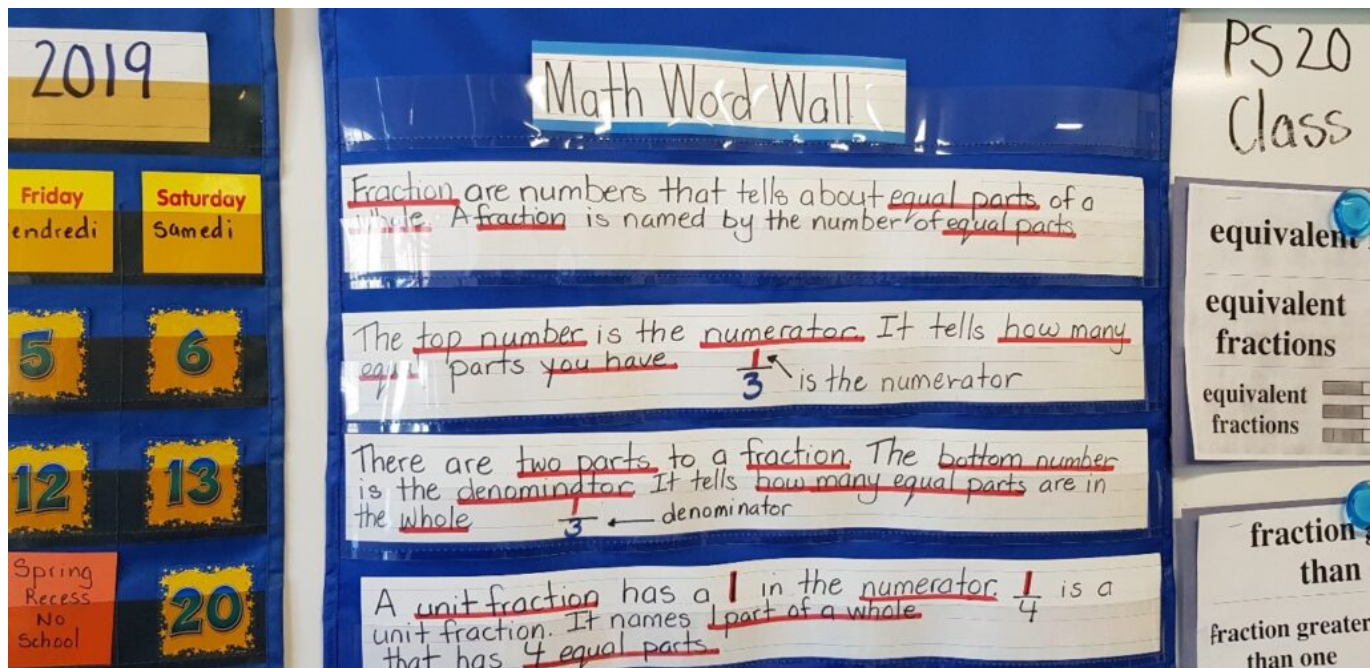 2019
Friday
endredi
Saturday
samedi
5
6
12
13
Spring
Recess
No
School
20
Math Word Wall
Fraction are numbers that tells about equal parts of a
whole. A fraction is named by the number of equal parts
The top number is the numerator. It tells how many
equ parts you have.
1
3
is the numerator
There are two parts to a fraction. The bottom number
is the denominator. It tells how many equal parts are in
the whole
1
3
denominator
A unit fraction has a 1 in the numerator. 1/4 is a
unit fraction. It names 1 part of a whole
that has 4 equal parts.
PS 20
Class
equivalent
equivalent
fractions
equivalent
fractions
fraction
than
fraction greater
than one